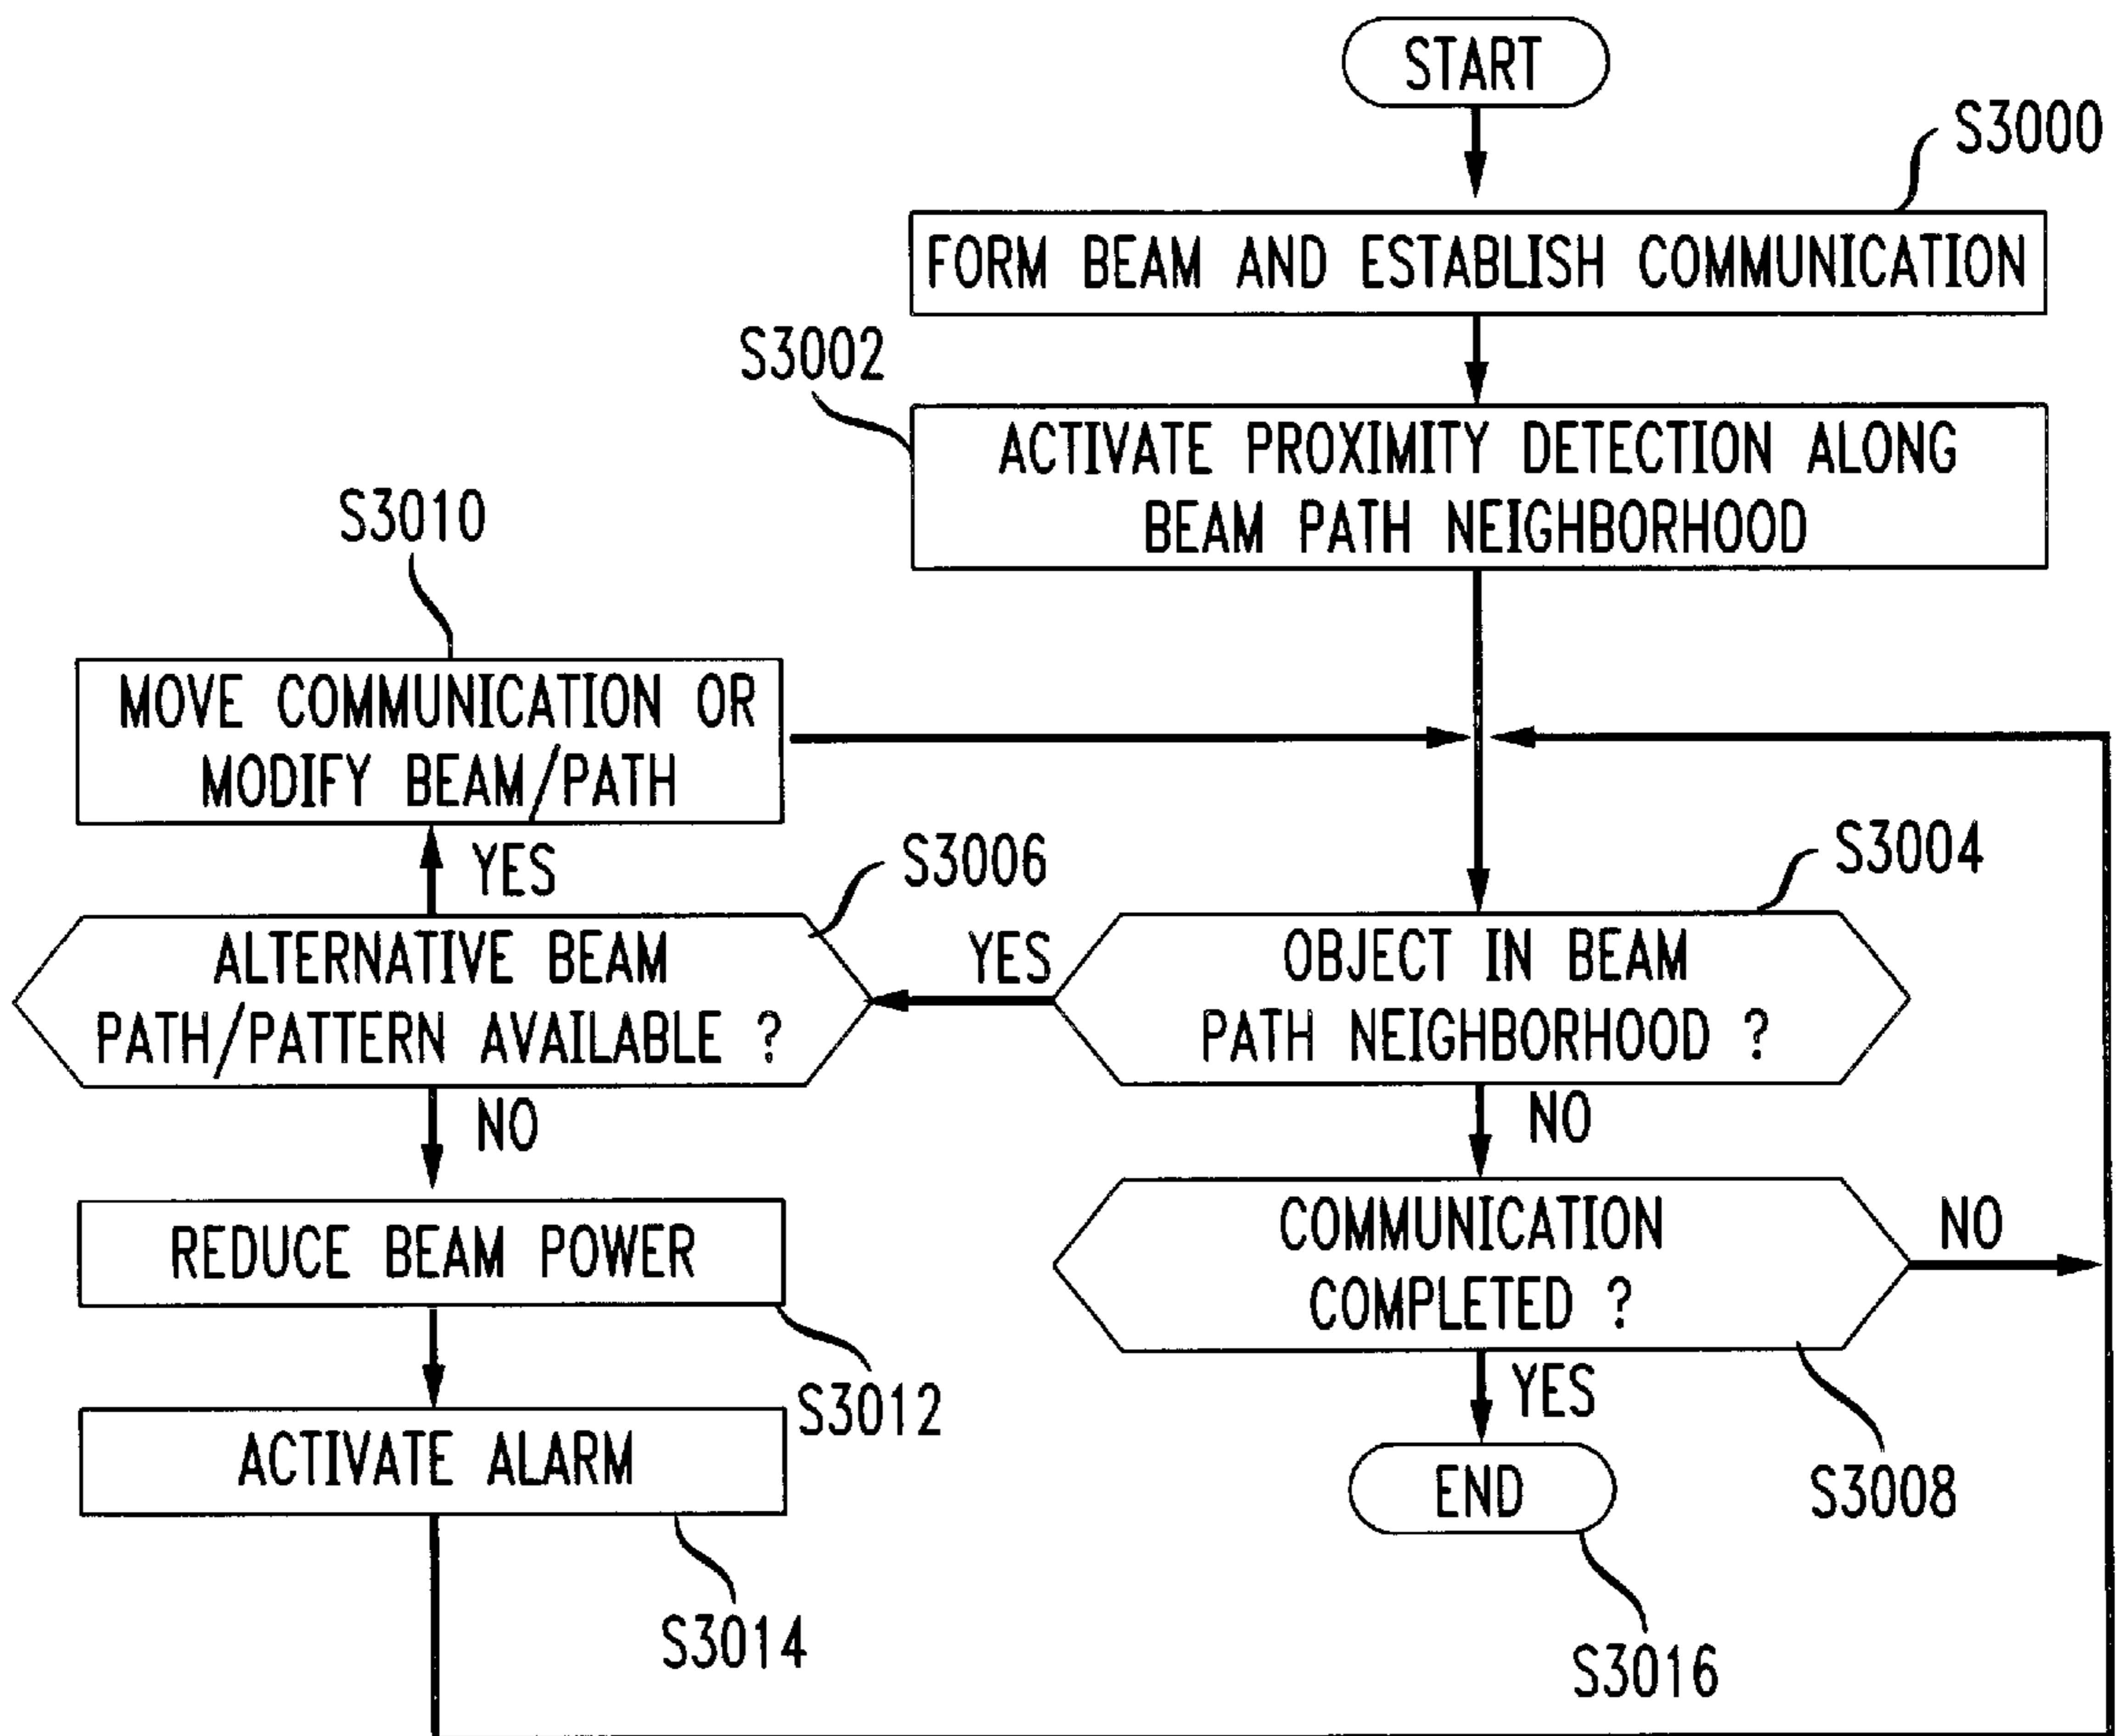 START
S3000
FORM BEAM AND ESTABLISH COMMUNICATION
S3002
ACTIVATE PROXIMITY DETECTION ALONG
BEAM PATH NEIGHBORHOOD
S3010
MOVE COMMUNICATION OR
MODIFY BEAM/PATH
YES
S3006
S3004
ALTERNATIVE BEAM
PATH/PATTERN AVAILABLE ?
YES
OBJECT IN BEAM
PATH NEIGHBORHOOD ?
NO
NO
REDUCE BEAM POWER
S3012
COMMUNICATION
COMPLETED ?
NO
YES
S3008
ACTIVATE ALARM
S3014
END
S3016